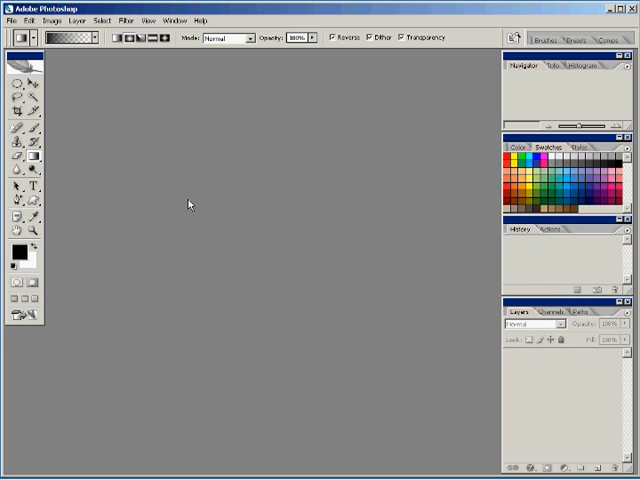 Adobe Photoshop
File Edit Image Layer Select Filter View Window Help
Mode: Normal Opacity: 100% Reverse Dither Transparency Brushes Presets Comps
Navigator Info Histogram
Color Swatches Styles
History Actions
Layers Channels Paths
Normal Opacity: 100%
Lock: Fill: 100%